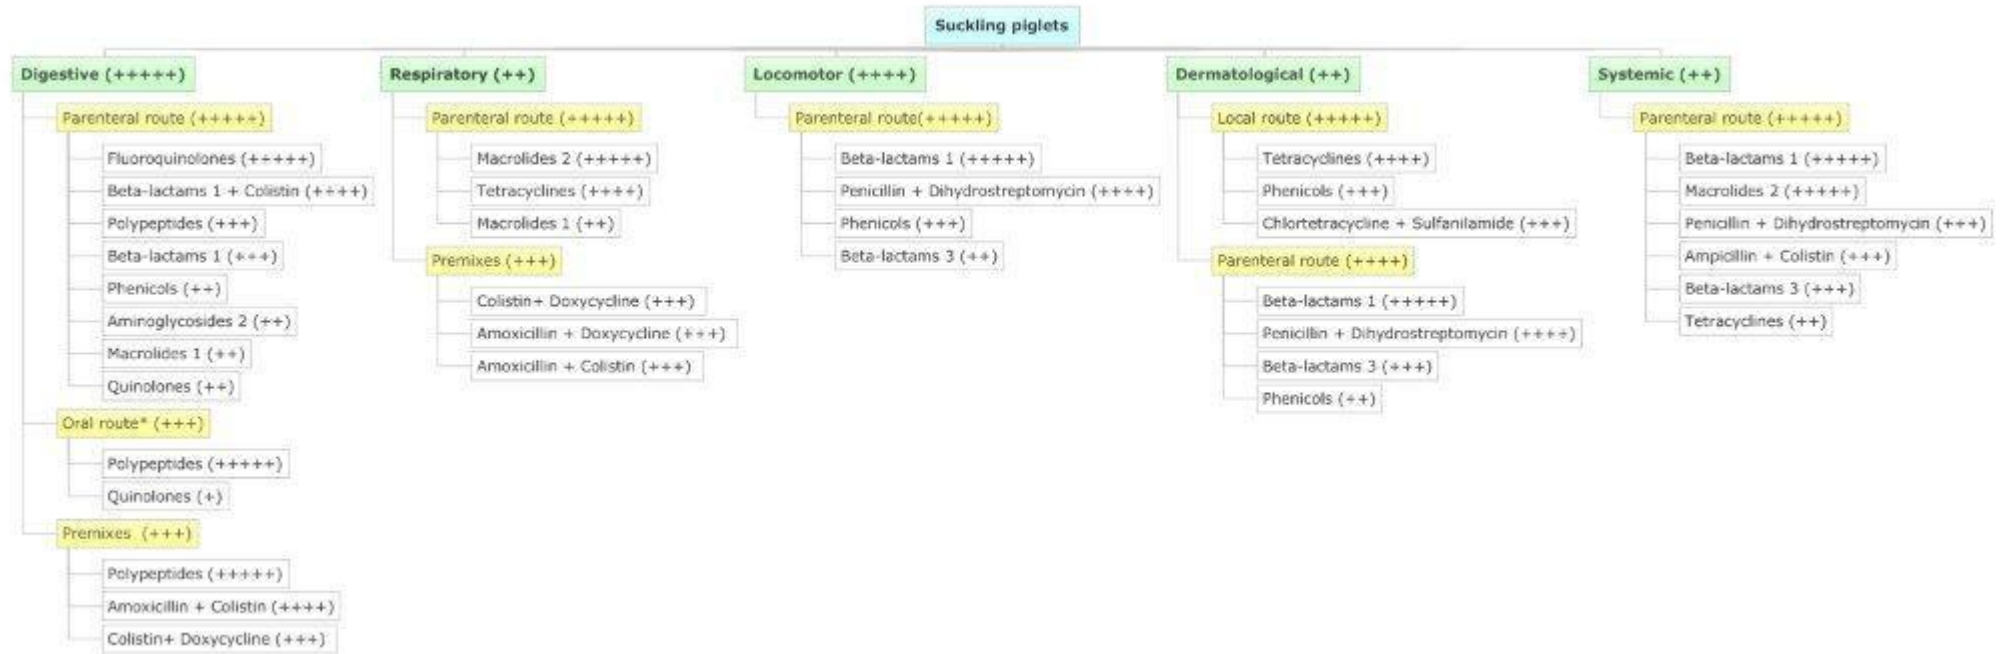 Suckling piglets
Digestive (+++++)
Parenteral route (+++++)
Fluoroquinolones (+++++)
Beta-lactams 1 + Colistin (++++)
Polypeptides (+++)
Beta-lactams 1 (+++)
Phenicols (++)
Aminoglycosides 2 (++)
Macrolides 1 (++)
Quinolones (++)
Oral route* (+++)
Polypeptides (+++++)
Quinolones (+)
Premixes (+++)
Polypeptides (+++++)
Amoxicillin + Colistin (++++)
Colistin+ Doxycycline (+++)
Respiratory (++)
Parenteral route (+++++)
Macrolides 2 (+++++)
Tetracyclines (++++)
Macrolides 1 (++)
Premixes (+++)
Colistin+ Doxycycline (+++)
Amoxicillin + Doxycycline (+++)
Amoxicillin + Colistin (+++)
Locomotor (++++)
Parenteral route(+++++)
Beta-lactams 1 (+++++)
Penicillin + Dihydrostreptomycin (++++)
Phenicols (+++)
Beta-lactams 3 (++)
Dermatological (++)
Local route (+++++)
Tetracyclines (++++)
Phenicols (+++)
Chlortetracycline + Sulfanilamide (+++)
Parenteral route (++++)
Beta-lactams 1 (+++++)
Penicillin + Dihydrostreptomycin (++++)
Beta-lactams 3 (+++)
Phenicols (++)
Systemic (++)
Parenteral route (+++++)
Beta-lactams 1 (+++++)
Macrolides 2 (+++++)
Penicillin + Dihydrostreptomycin (+++)
Ampicillin + Colistin (+++)
Beta-lactams 3 (+++)
Tetracyclines (++)